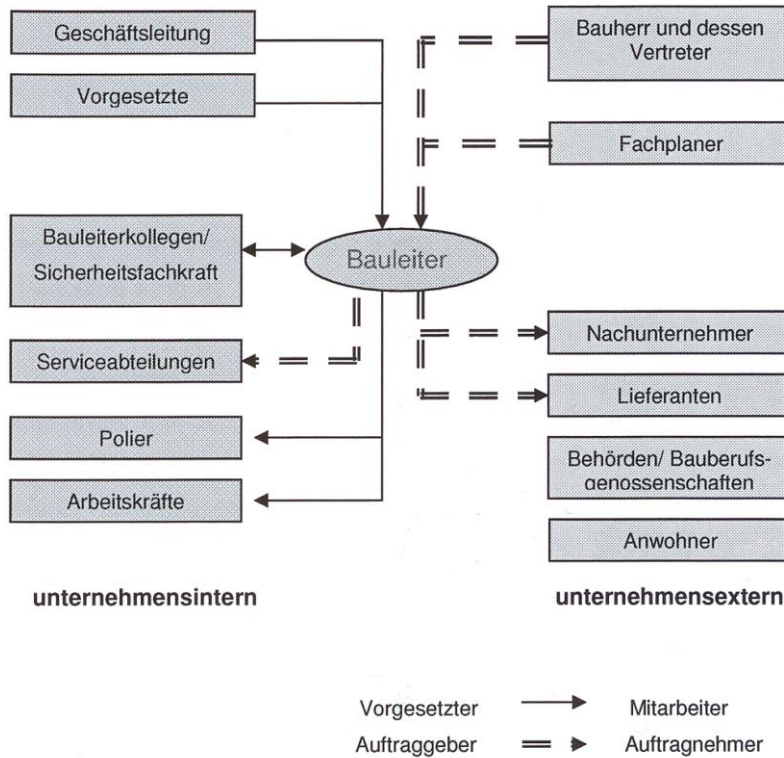 Geschäftsleitung
Vorgesetzte
Bauleiterkollegen/
Sicherheitsfachkraft
Serviceabteilungen
Polier
Arbeitskräfte
unternehmensintern
Bauleiter
Bauherr und dessen
Vertreter
Fachplaner
Nachunternehmer
Lieferanten
Behörden/ Bauberufs-
genossenschaften
Anwohner
unternehmensextern
Vorgesetzter Mitarbeiter
Auftraggeber Auftragnehmer